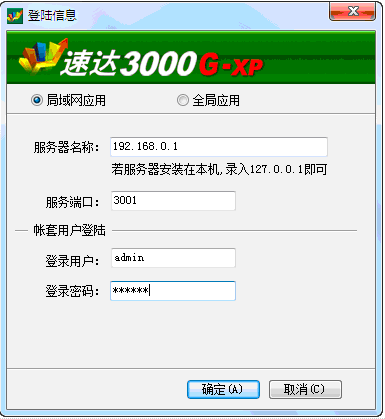 登陆信息
速达3000G-XP
局域网应用 全局应用
服务器名称: 192.168.0.1
若服务器安装在本机,录入127.0.0.1即可
服务端口: 3001
帐套用户登陆
登录用户: admin
登录密码: ******
确定(A) 取消(C)